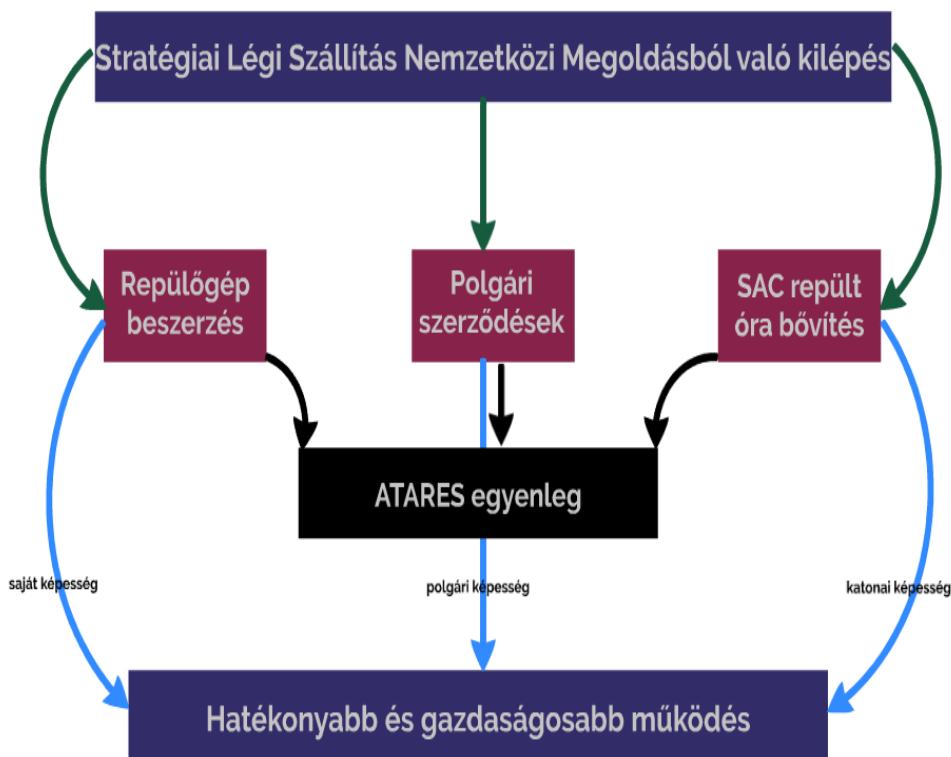 Stratégiai Légi Szállítás Nemzetközi Megoldásból való kilépés
Repülőgép
beszerzés
Polgári
szerződések
SAC repült
óra bővítés
ATARES egyenleg
saját képesség
polgári képesség
katonai képesség
Hatékonyabb és gazdaságosabb működés